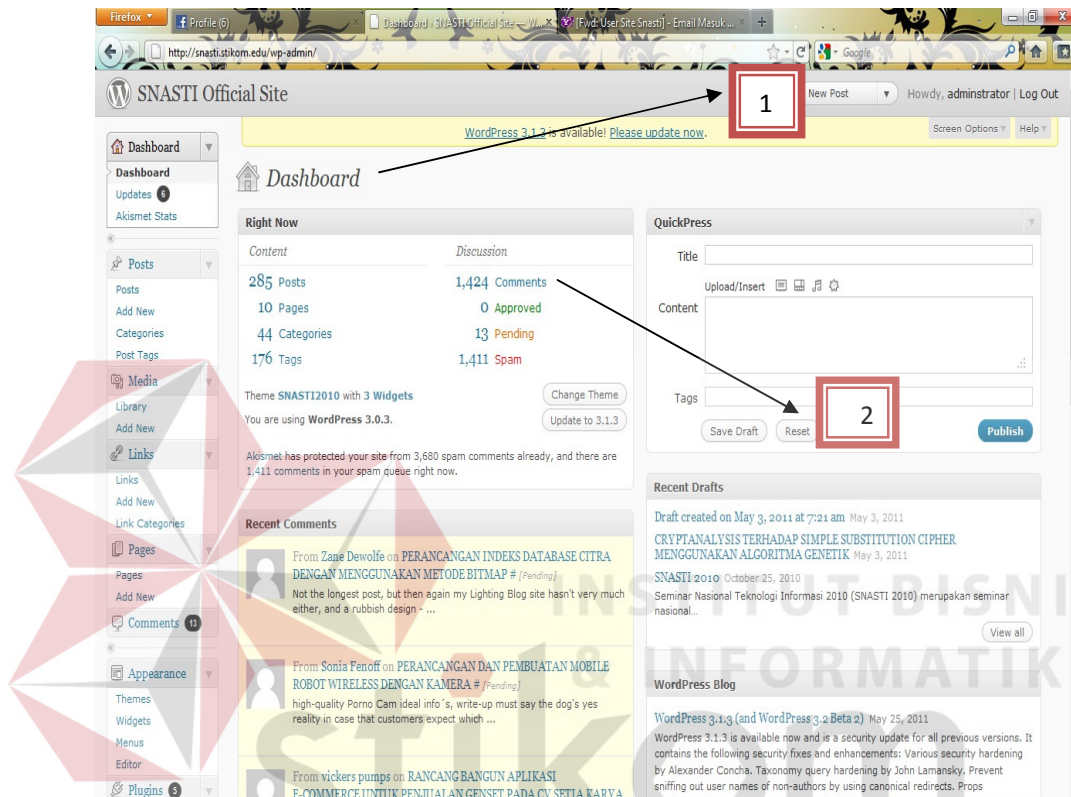 Firefox
Profile (6)
Dashboard ‹ SNASTI Official Site — W...
[Fwd: User Site Snasti] - Email Masuk ...
http://snasti.stikom.edu/wp-admin/
Google
SNASTI Official Site
1
New Post
Howdy, adminstrator | Log Out
WordPress 3.1.3 is available! Please update now.
Screen Options
Help
Dashboard
Dashboard
Updates 6
Akismet Stats
Posts
Posts
Add New
Categories
Post Tags
Media
Library
Add New
Links
Links
Add New
Link Categories
Pages
Pages
Add New
Comments 13
Appearance
Themes
Widgets
Menus
Editor
Plugins 5
Dashboard
Right Now
Content
Discussion
285 Posts
1,424 Comments
10 Pages
0 Approved
44 Categories
13 Pending
176 Tags
1,411 Spam
Theme SNASTI2010 with 3 Widgets
Change Theme
You are using WordPress 3.0.3.
Update to 3.1.3
Akismet has protected your site from 3,680 spam comments already, and there are
1,411 comments in your spam queue right now.
Recent Comments
From Zane Dewolfe on PERANCANGAN INDEKS DATABASE CITRA
DENGAN MENGGUNAKAN METODE BITMAP # [Pending]
Not the longest post, but then again my Lighting Blog site hasn't very much
either, and a rubbish design - ...
From Sonia Fenoff on PERANCANGAN DAN PEMBUATAN MOBILE
ROBOT WIRELESS DENGAN KAMERA # [Pending]
high-quality Porno Cam ideal info´s, write-up must say the dog's yes
reality in case that customers expect which ...
From vickers pumps on RANCANG BANGUN APLIKASI
E-COMMERCE UNTUK PENJUALAN GENSET PADA CV SETIA KARYA
QuickPress
Title
Upload/Insert
Content
Tags
2
Save Draft
Reset
Publish
Recent Drafts
Draft created on May 3, 2011 at 7:21 am May 3, 2011
CRYPTANALYSIS TERHADAP SIMPLE SUBSTITUTION CIPHER
MENGGUNAKAN ALGORITMA GENETIK May 3, 2011
SNASTI 2010 October 25, 2010
Seminar Nasional Teknologi Informasi 2010 (SNASTI 2010) merupakan seminar
nasional...
View all
WordPress Blog
WordPress 3.1.3 (and WordPress 3.2 Beta 2) May 25, 2011
WordPress 3.1.3 is available now and is a security update for all previous versions. It
contains the following security fixes and enhancements: Various security hardening
by Alexander Concha. Taxonomy query hardening by John Lamansky. Prevent
sniffing out user names of non-authors by using canonical redirects. Props
INSTITUT BISNI
& INFORMATIK
stikom